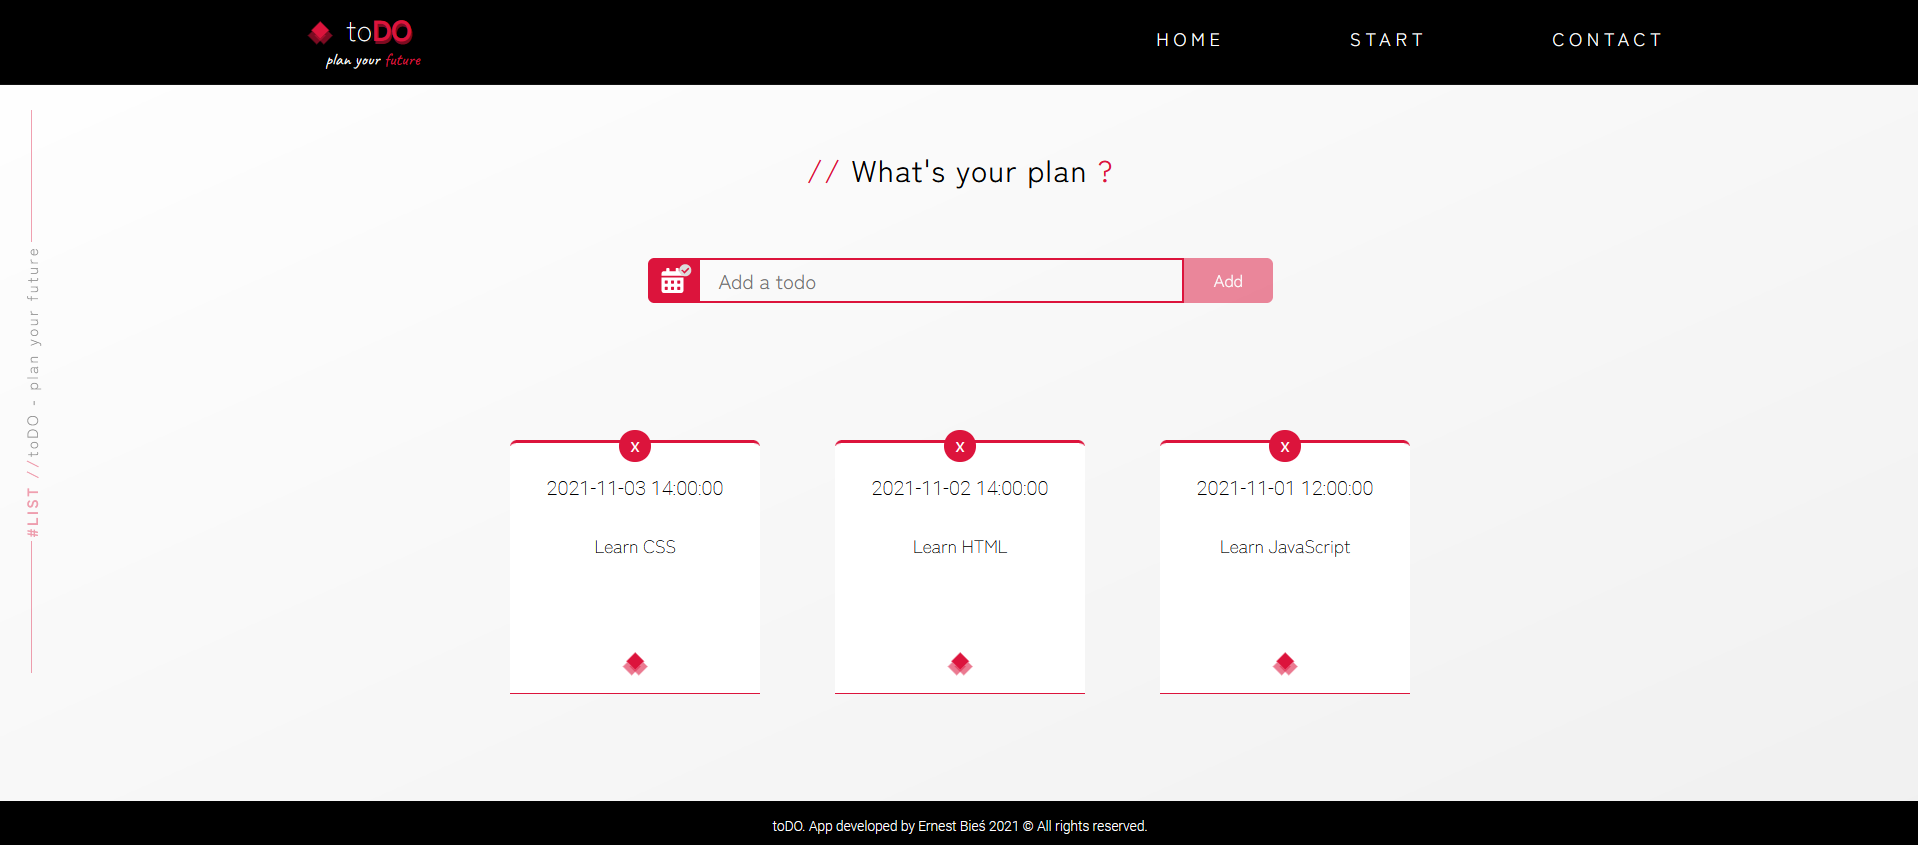 toDO
plan your future
HOME
START
CONTACT
#LIST //toDO - plan your future
// What's your plan ?
Add a todo
Add
x
2021-11-03 14:00:00
Learn CSS
x
2021-11-02 14:00:00
Learn HTML
x
2021-11-01 12:00:00
Learn JavaScript
toDO. App developed by Ernest Bieś 2021 © All rights reserved.